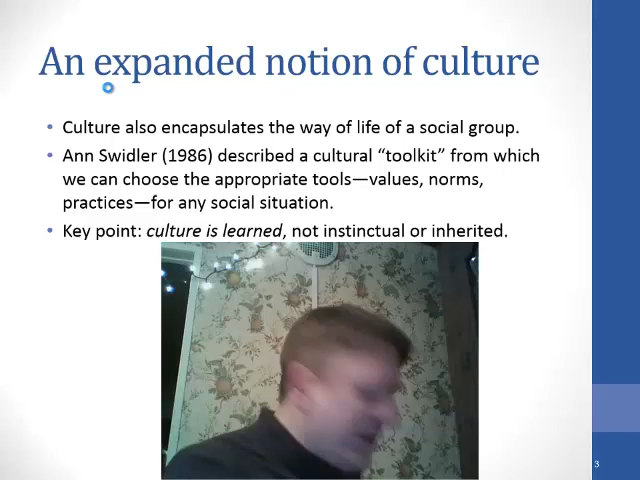 An expanded notion of culture
• Culture also encapsulates the way of life of a social group.
• Ann Swidler (1986) described a cultural “toolkit” from which
we can choose the appropriate tools—values, norms,
practices—for any social situation.
• Key point: culture is learned, not instinctual or inherited.
3